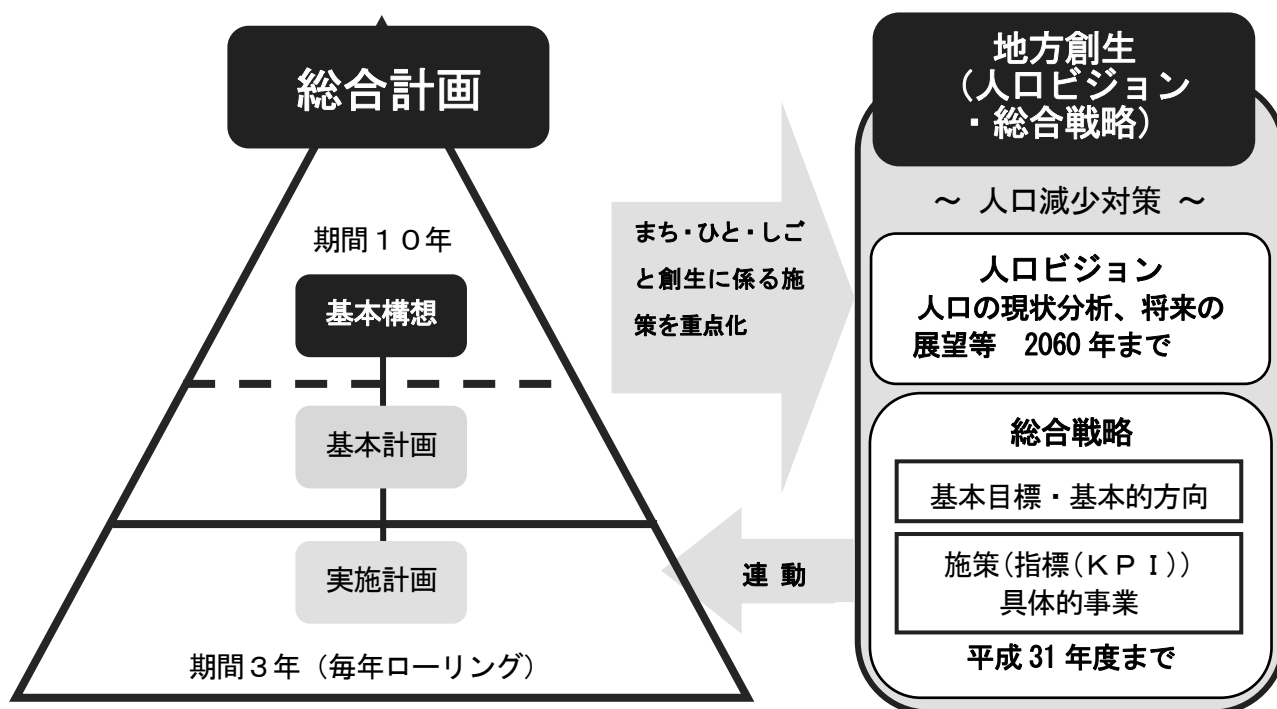 総合計画
期間１０年
基本構想
基本計画
実施計画
期間３年（毎年ローリング）
まち・ひと・しご
と創生に係る施
策を重点化
連 動
地方創生
（人口ビジョン
・総合戦略）
～ 人口減少対策 ～
人口ビジョン
人口の現状分析、将来の
展望等　2060 年まで
総合戦略
基本目標・基本的方向
施策(指標(ＫＰＩ))
具体的事業
平成 31 年度まで